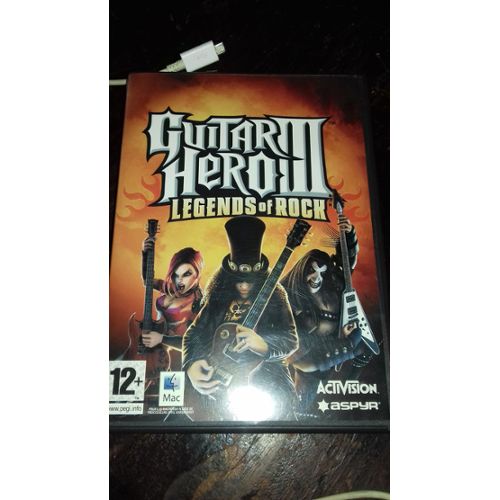 GUITAR
HERO III
LEGENDS of ROCK
12+
www.pegi.info
Mac
ACTIVISION
ASPYR